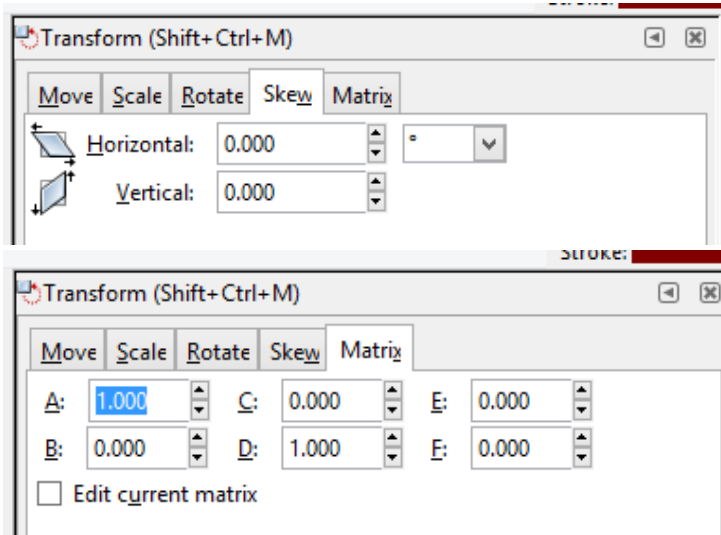 Transform (Shift+Ctrl+M)
Move Scale Rotate Skew Matrix
Horizontal: 0.000 °
Vertical: 0.000
Stroke:
Transform (Shift+Ctrl+M)
Move Scale Rotate Skew Matrix
A: 1.000 C: 0.000 E: 0.000
B: 0.000 D: 1.000 F: 0.000
Edit current matrix